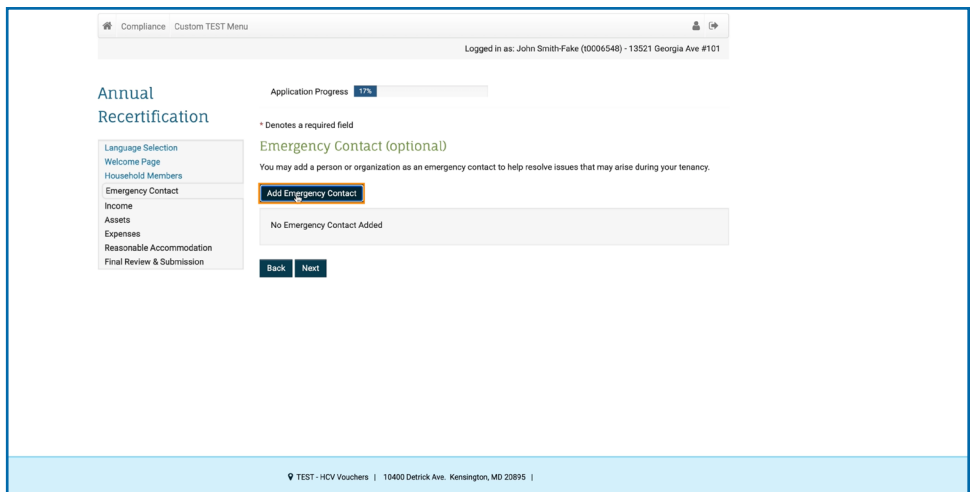 Compliance Custom TEST Menu
Logged in as: John Smith-Fake (t0006548) - 13521 Georgia Ave #101
Annual
Recertification
Language Selection
Welcome Page
Household Members
Emergency Contact
Income
Assets
Expenses
Reasonable Accommodation
Final Review & Submission
Application Progress 17%
* Denotes a required field
Emergency Contact (optional)
You may add a person or organization as an emergency contact to help resolve issues that may arise during your tenancy.
Add Emergency Contact
No Emergency Contact Added
Back Next
TEST - HCV Vouchers | 10400 Detrick Ave. Kensington, MD 20895 |